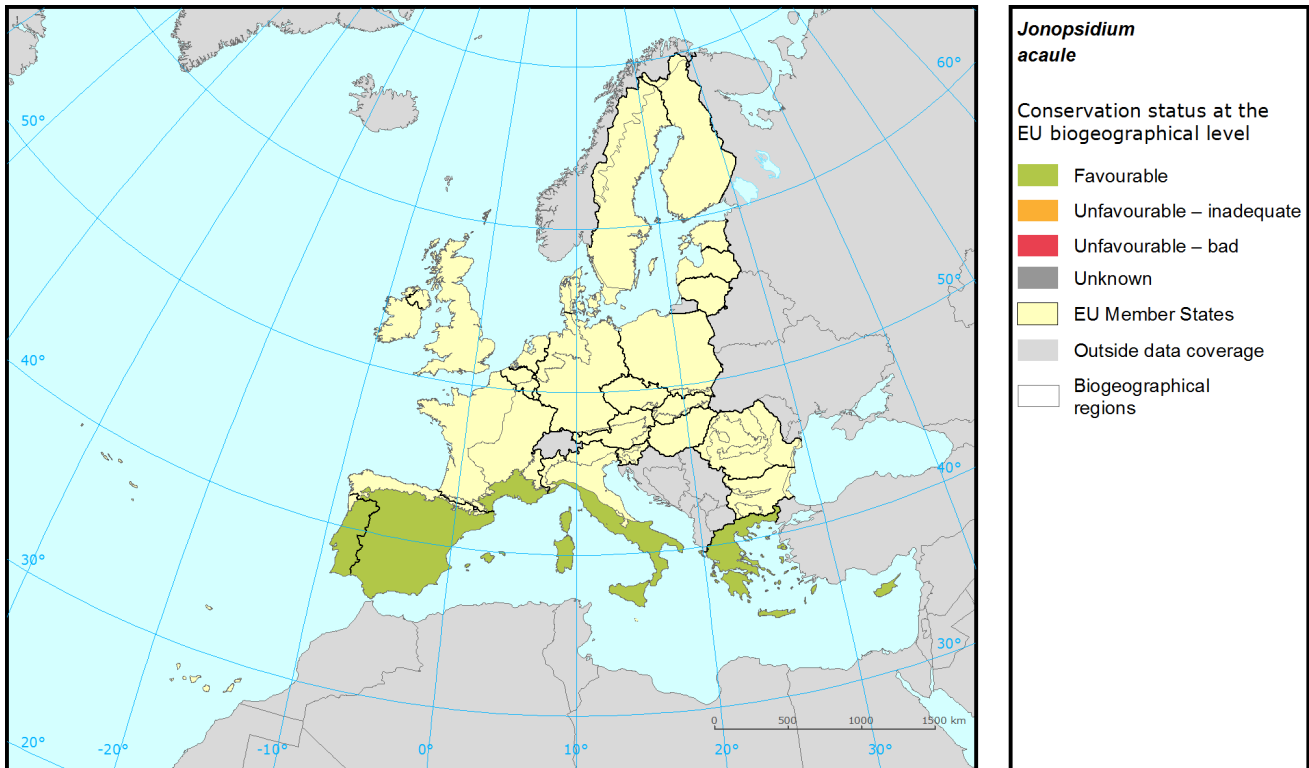 Jonopsidium
acaule
Conservation status at the
EU biogeographical level
Favourable
Unfavourable – inadequate
Unfavourable – bad
Unknown
EU Member States
Outside data coverage
Biogeographical
regions
60°
50°
50°
40°
40°
30°
30°
20°
-20°
-10°
0°
10°
20°
30°
0 500 1000 1500 km